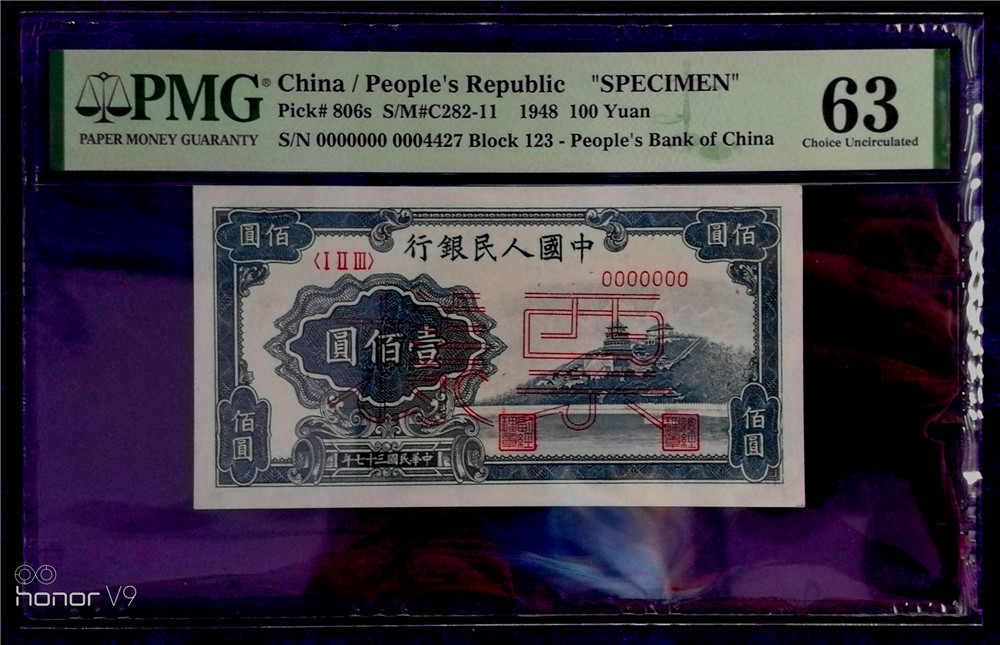 PMG®
PAPER MONEY GUARANTY
China / People's Republic "SPECIMEN"
Pick# 806s S/M#C282-11 1948 100 Yuan
S/N 0000000 0004427 Block 123 - People's Bank of China
63
Choice Uncirculated
圓佰
圓佰
行銀民人國中
〈I II III〉
0000000
圓佰壹
票樣
佰圓
佰圓
年七十三國民華中
honor V9